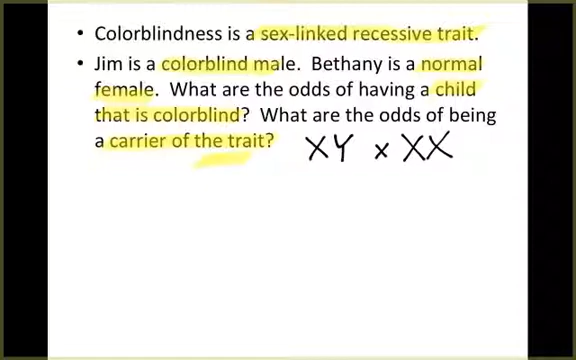 • Colorblindness is a sex-linked recessive trait.
• Jim is a colorblind male. Bethany is a normal
female. What are the odds of having a child
that is colorblind? What are the odds of being
a carrier of the trait? XY x XX